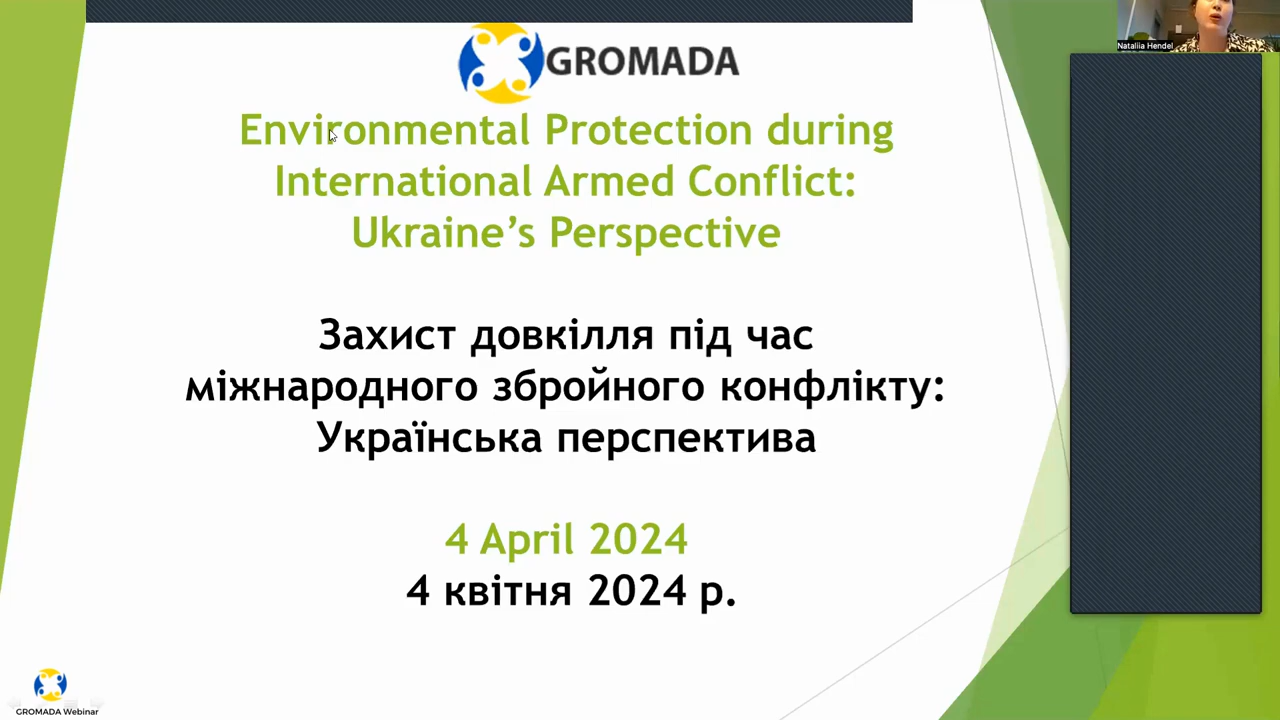 GROMADA
Nataliia Hendel
Environmental Protection during
International Armed Conflict:
Ukraine’s Perspective
Захист довкілля під час
міжнародного збройного конфлікту:
Українська перспектива
4 April 2024
4 квітня 2024 р.
GROMADA Webinar